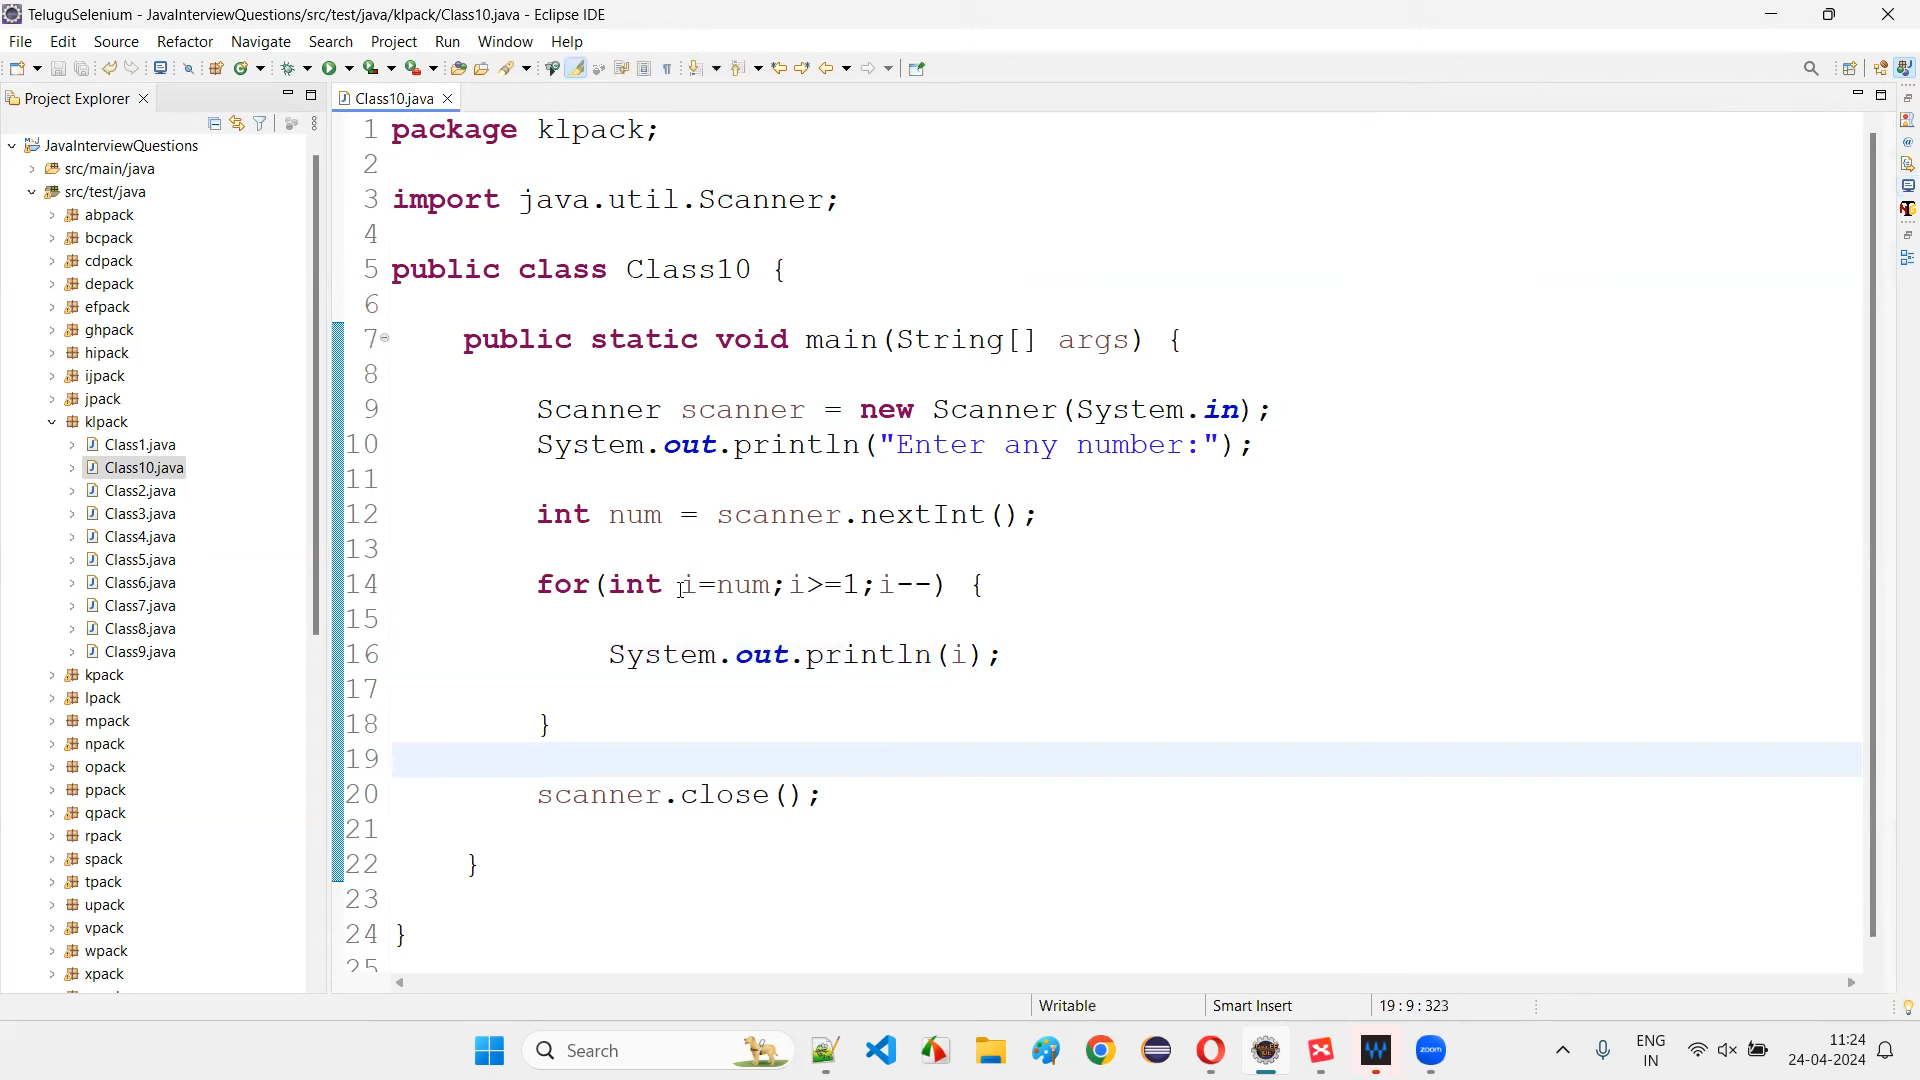 TeluguSelenium - JavaInterviewQuestions/src/test/java/klpack/Class10.java - Eclipse IDE
File Edit Source Refactor Navigate Search Project Run Window Help
Project Explorer
Class10.java
JavaInterviewQuestions
src/main/java
src/test/java
abpack
bcpack
cdpack
depack
efpack
ghpack
hipack
ijpack
jpack
klpack
Class1.java
Class10.java
Class2.java
Class3.java
Class4.java
Class5.java
Class6.java
Class7.java
Class8.java
Class9.java
kpack
lpack
mpack
npack
opack
ppack
qpack
rpack
spack
tpack
upack
vpack
wpack
xpack
1 package klpack;
2
3 import java.util.Scanner;
4
5 public class Class10 {
6
7 public static void main(String[] args) {
8
9 Scanner scanner = new Scanner(System.in);
10 System.out.println("Enter any number:");
11
12 int num = scanner.nextInt();
13
14 for(int i=num;i>=1;i--) {
15
16 System.out.println(i);
17
18 }
19
20 scanner.close();
21
22 }
23
24 }
25
Writable Smart Insert 19 : 9 : 323
Search
zoom
ENG
IN
11:24
24-04-2024